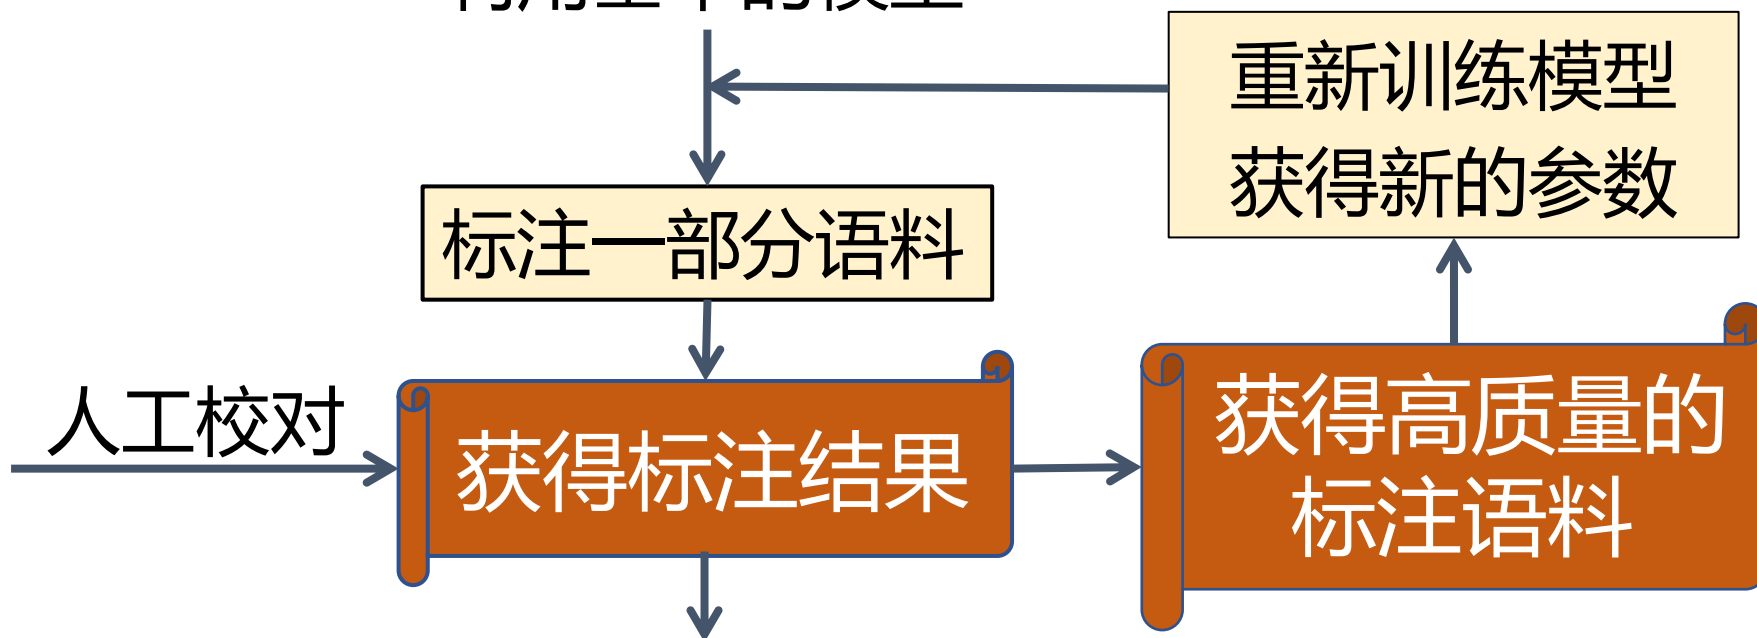 重新训练模型
获得新的参数
标注一部分语料
人工校对
获得标注结果
获得高质量的
标注语料